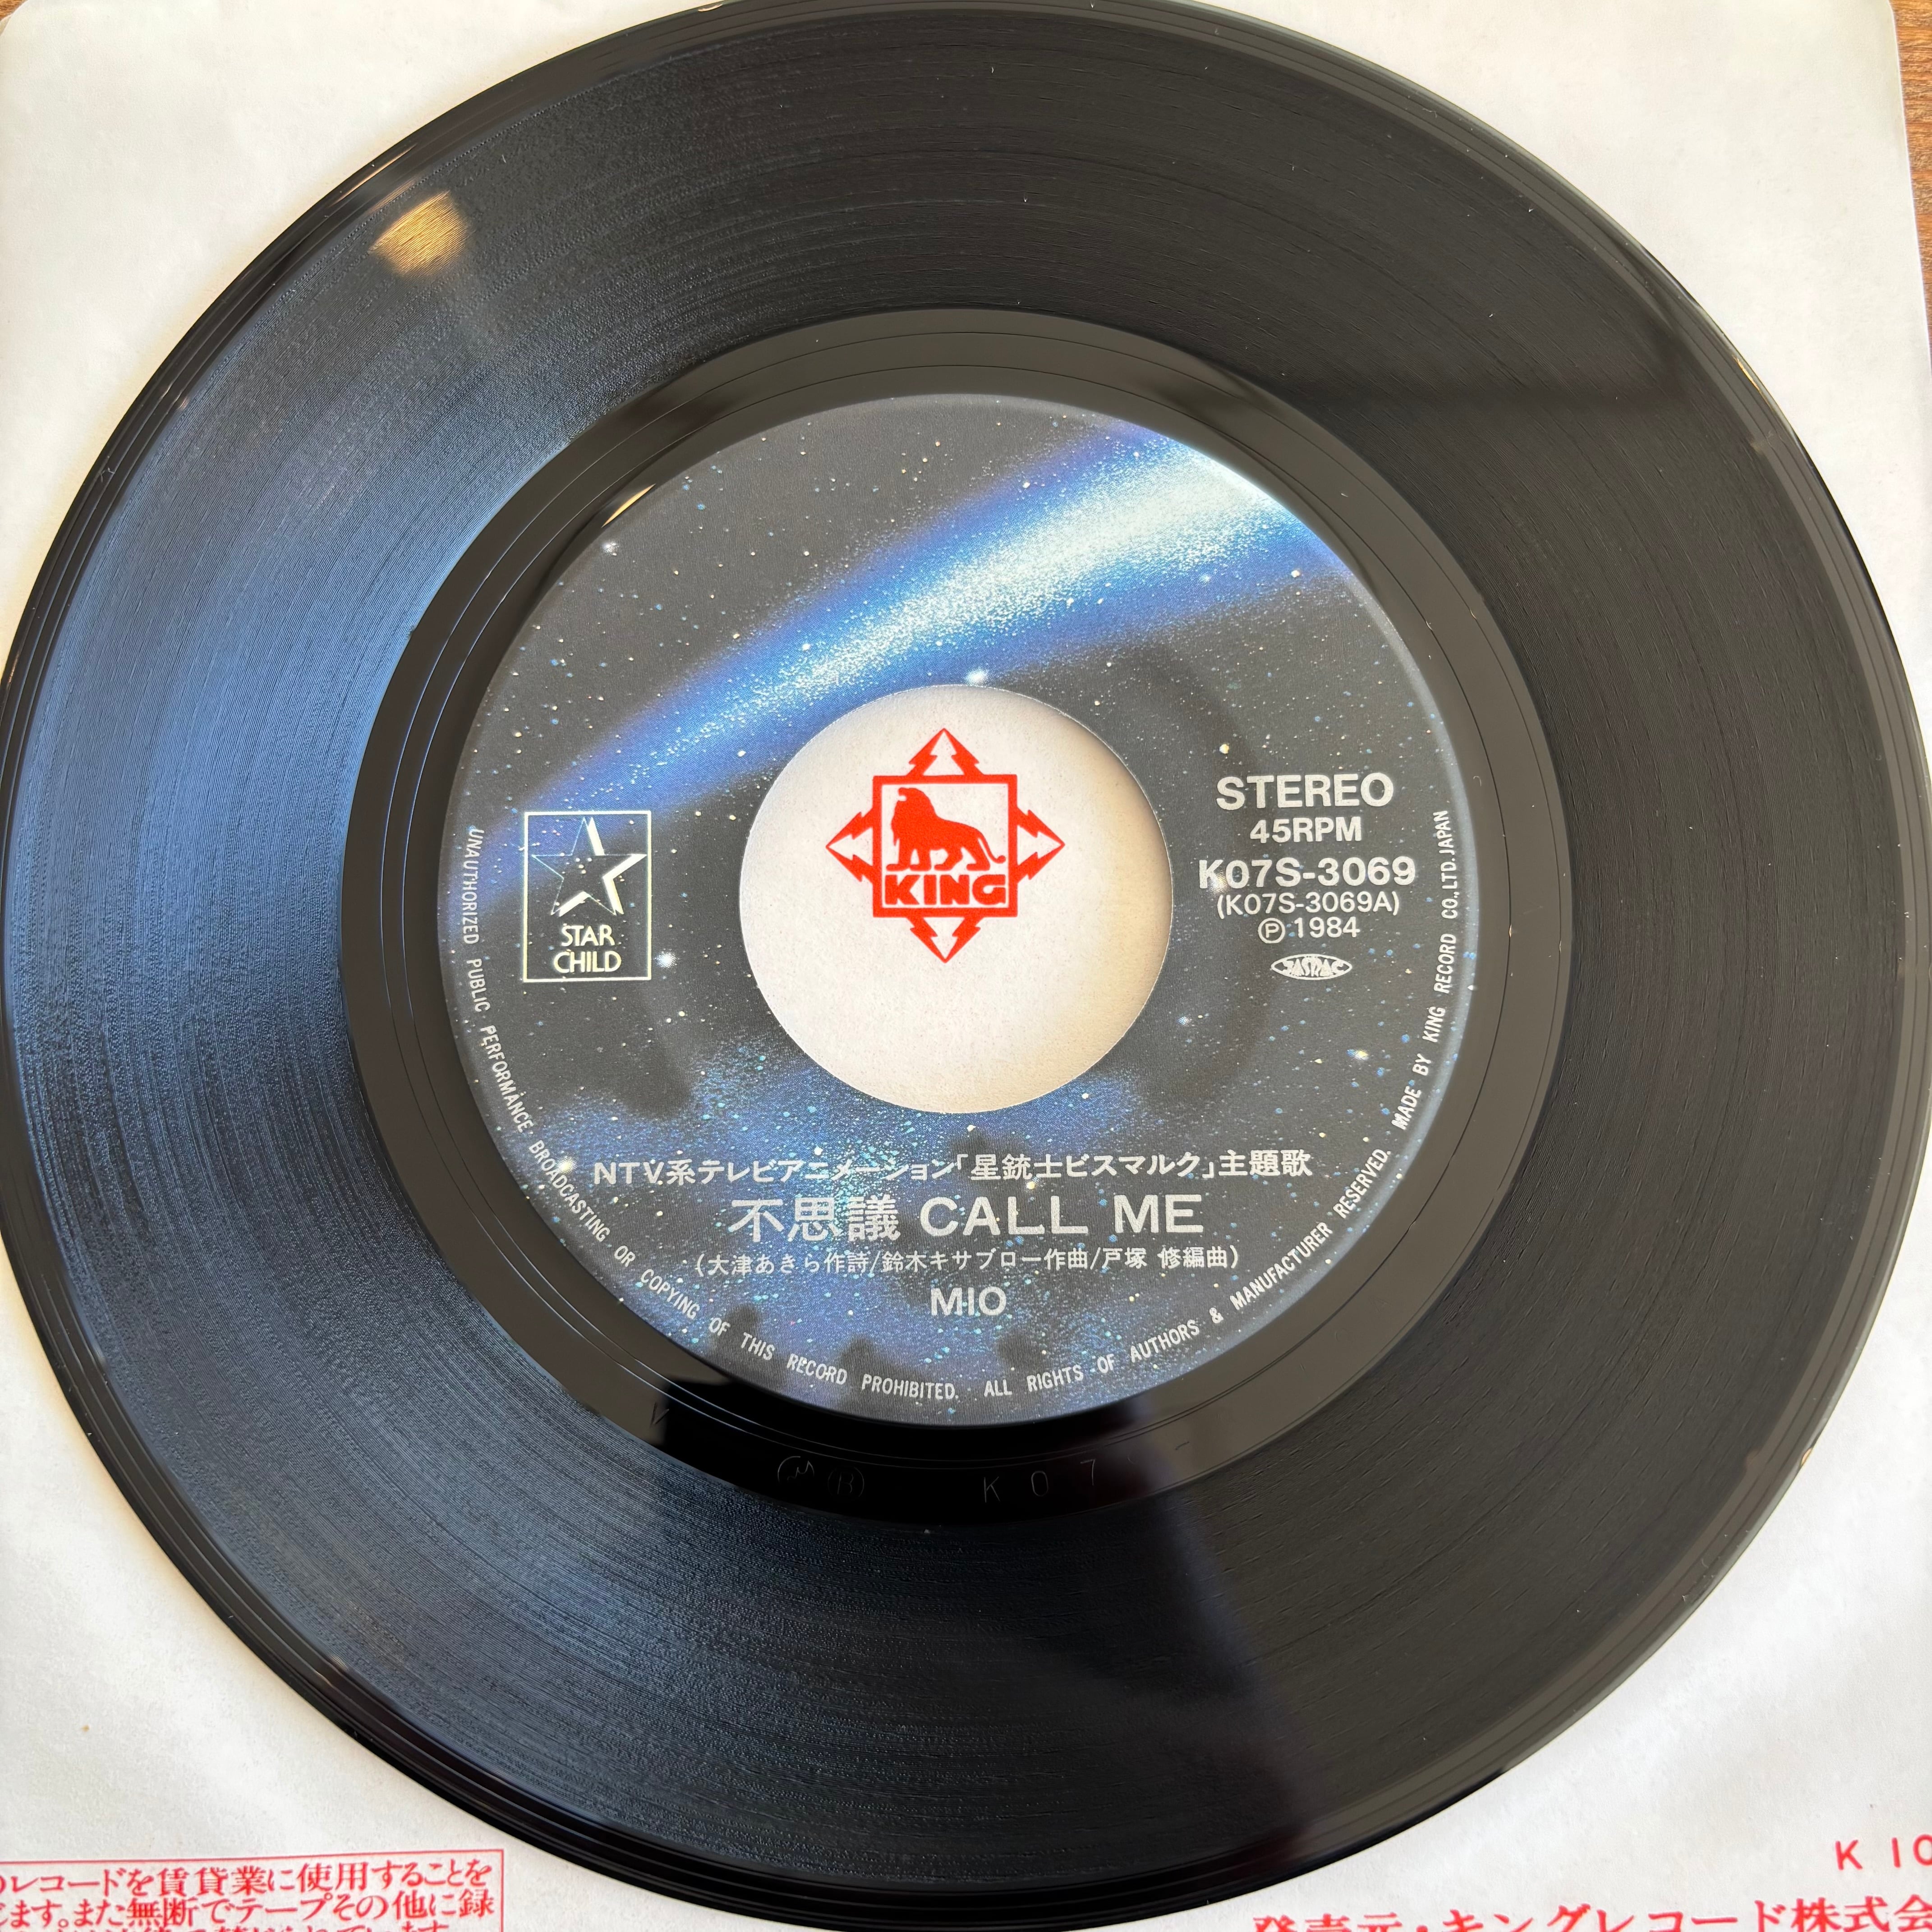 KING
STAR
CHILD
STEREO
45RPM
K07S-3069
(K07S-3069A)
Ⓟ 1984
JASRAC
NTV.系テレビアニメーション「星銃士ビスマルク」主題歌
不思議 CALL ME
(大津あきら作詩/鈴木キサブロー作曲/戸塚 修編曲)
MIO
UNAUTHORIZED PUBLIC PERFORMANCE BROADCASTING OR COPYING OF THIS RECORD PROHIBITED. ALL RIGHTS OF AUTHORS & MANUFACTURER RESERVED. MADE BY KING RECORD CO., LTD. JAPAN
K 0 7
レコードを賃貸業に使用することを
ます。また無断でテープその他に録
K 10
発売元・キングレコード株式会